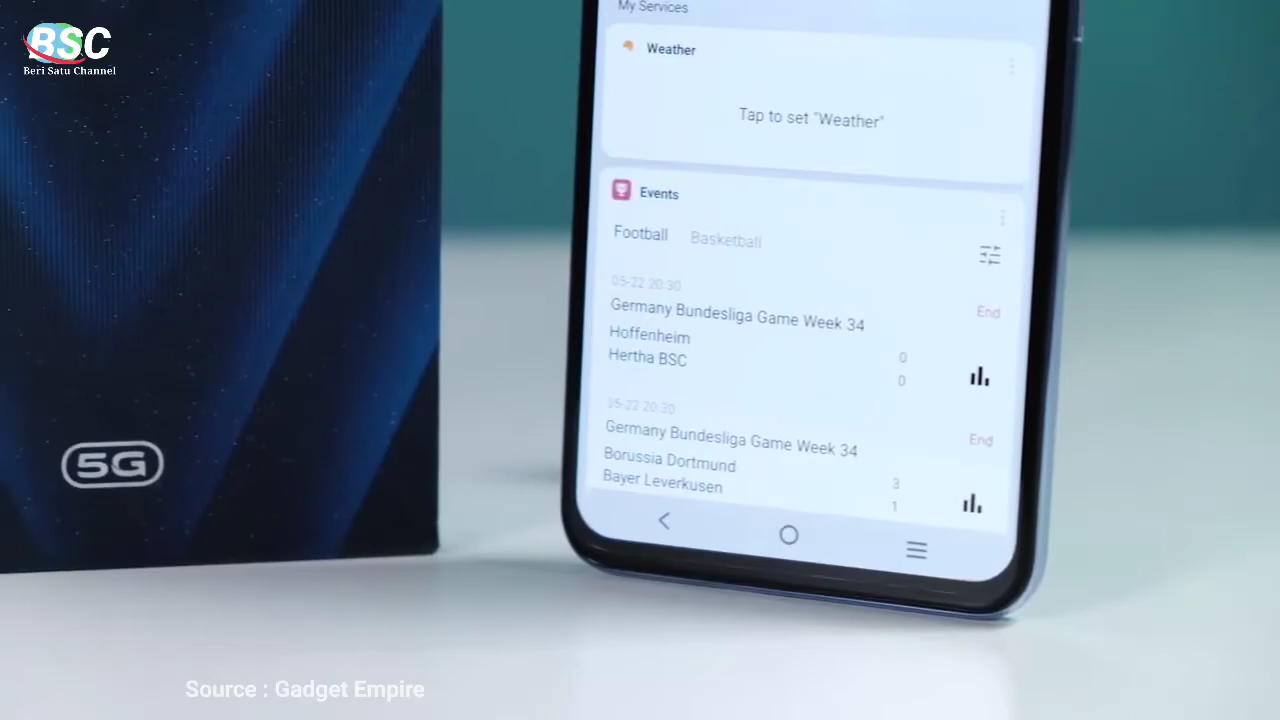 BSC
Beri Satu Channel
My Services
Weather
Tap to set "Weather"
Events
Football Basketball
05-22 20:30
Germany Bundesliga Game Week 34
End
Hoffenheim 0
Hertha BSC 0
05-22 20:30
Germany Bundesliga Game Week 34
End
Borussia Dortmund 3
Bayer Leverkusen 1
5G
Source : Gadget Empire